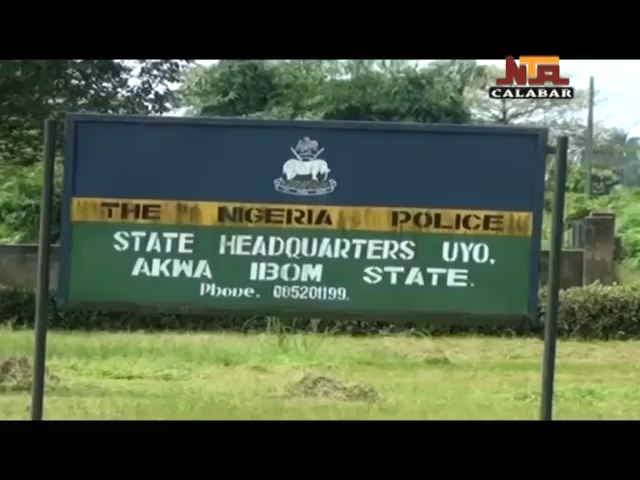 NTA
CALABAR
THE NIGERIA POLICE
STATE HEADQUARTERS UYO,
AKWA IBOM STATE.
Phone. 085201199.